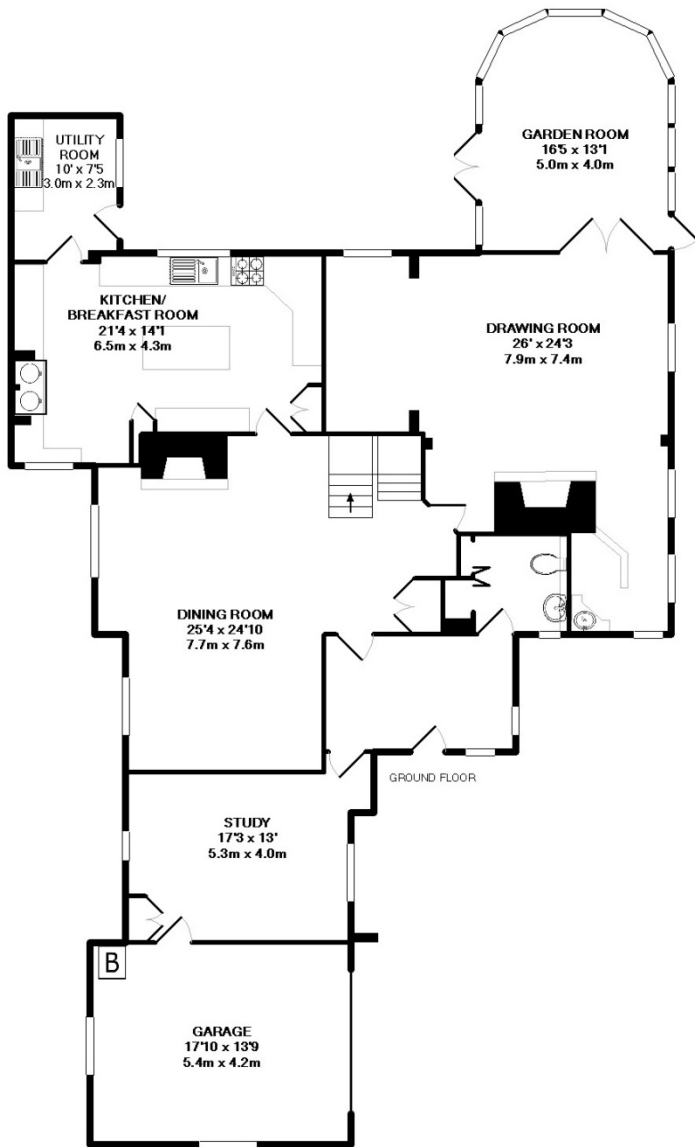 UTILITY
ROOM
10' x 7'5
3.0m x 2.3m
GARDEN ROOM
16'5 x 13'1
5.0m x 4.0m
KITCHEN/
BREAKFAST ROOM
21'4 x 14'1
6.5m x 4.3m
DRAWING ROOM
26' x 24'3
7.9m x 7.4m
DINING ROOM
25'4 x 24'10
7.7m x 7.6m
GROUND FLOOR
STUDY
17'3 x 13'
5.3m x 4.0m
B
GARAGE
17'10 x 13'9
5.4m x 4.2m